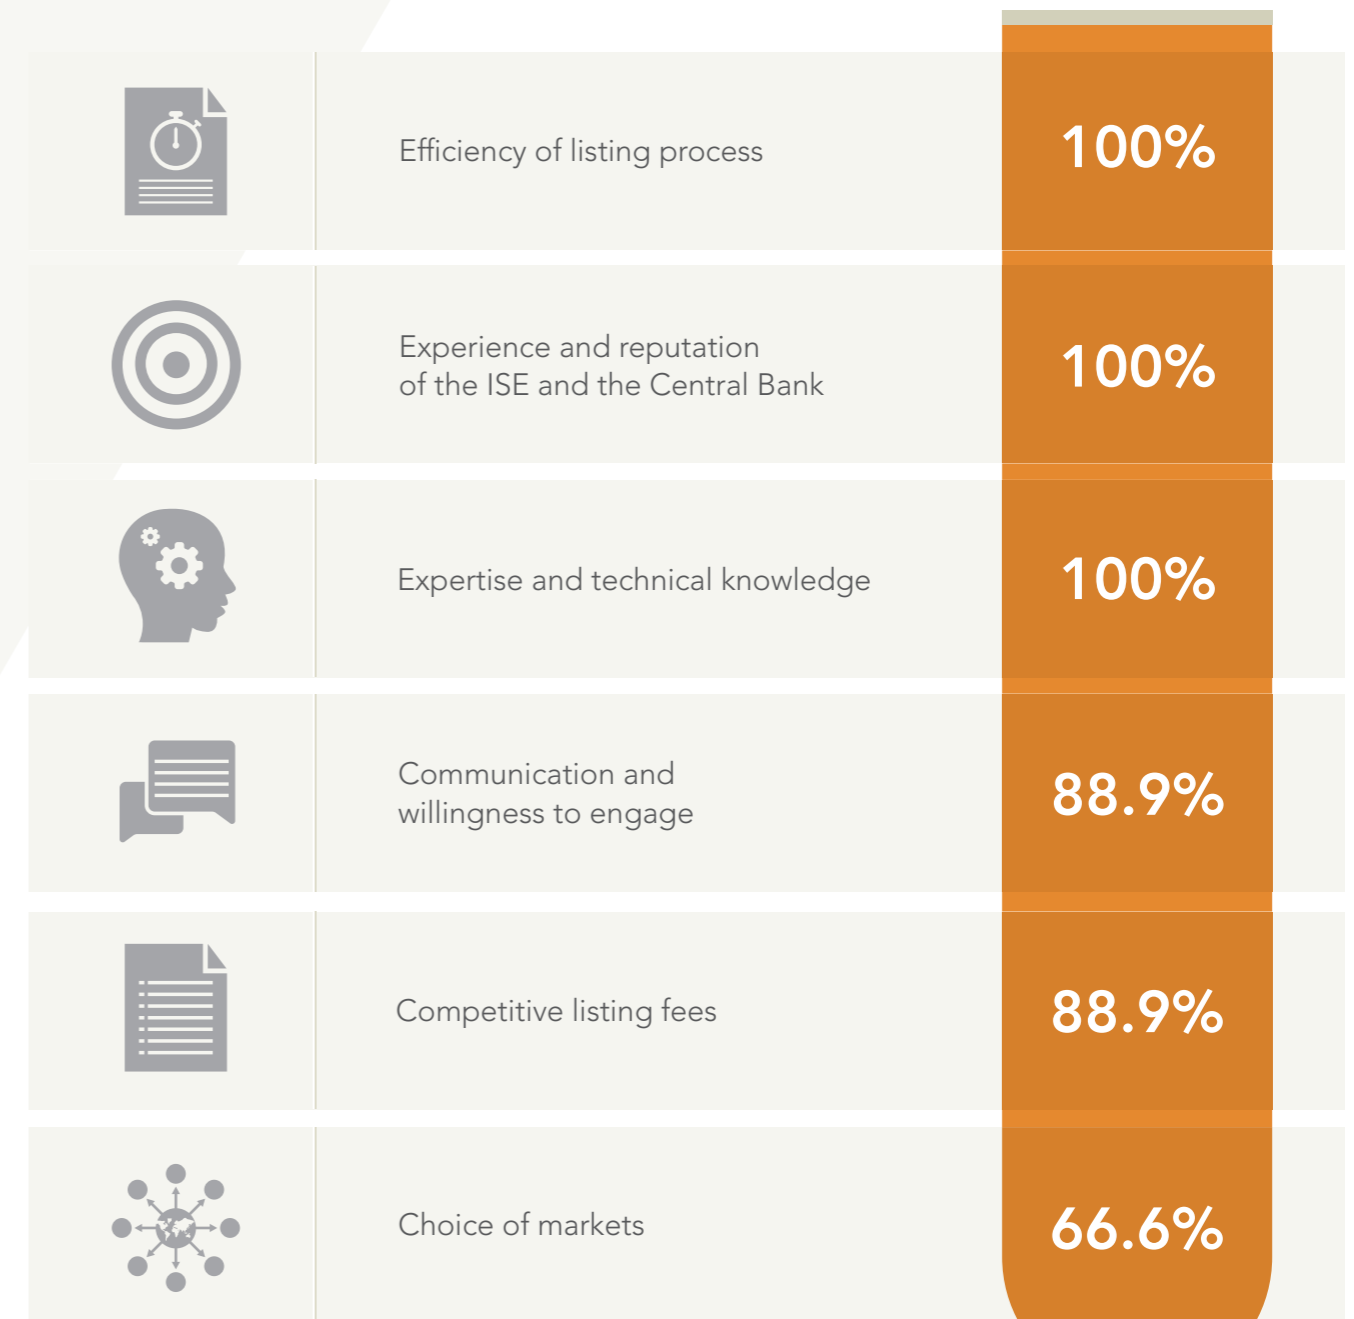 Efficiency of listing process
100%
Experience and reputation
of the ISE and the Central Bank
100%
Expertise and technical knowledge
100%
Communication and
willingness to engage
88.9%
Competitive listing fees
88.9%
Choice of markets
66.6%